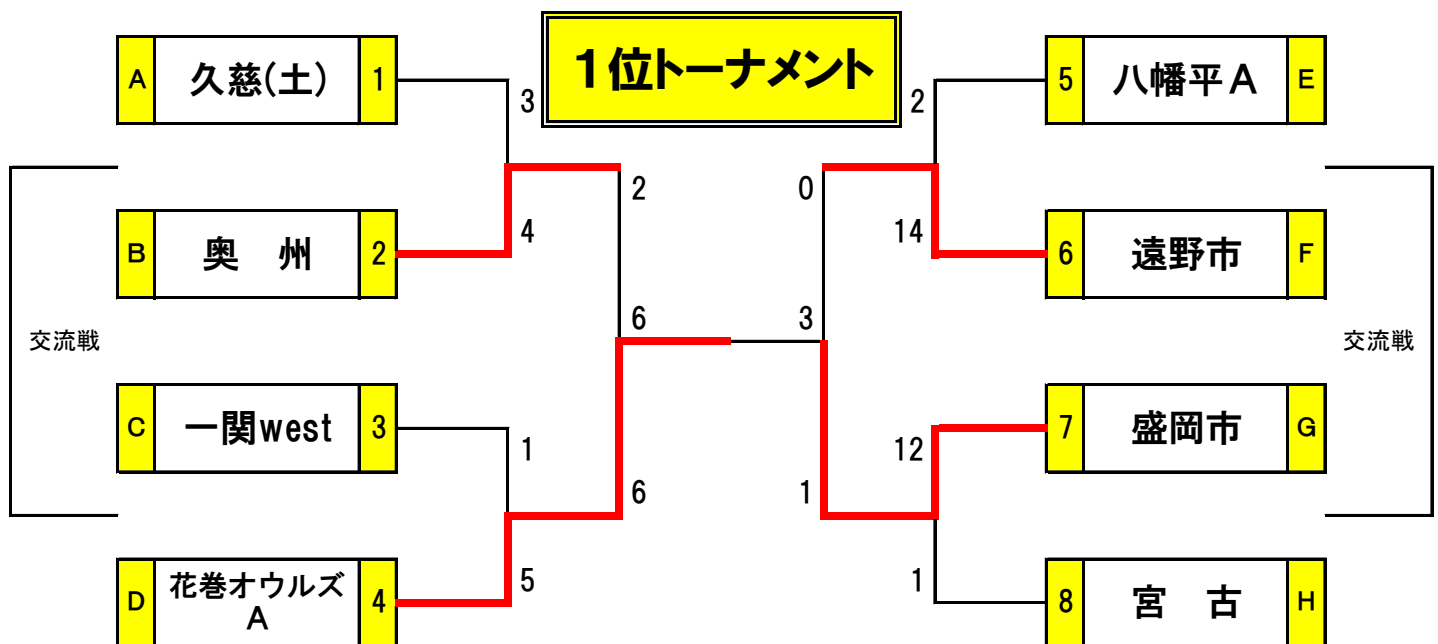 1位トーナメント
A 久慈(土) 1
3
2
5 八幡平A E
2
0
B 奥 州 2
4
14
6 遠野市 F
交流戦
6
3
交流戦
C 一関west 3
1
12
7 盛岡市 G
6
1
D 花巻オウルズ
A 4
5
1
8 宮 古 H